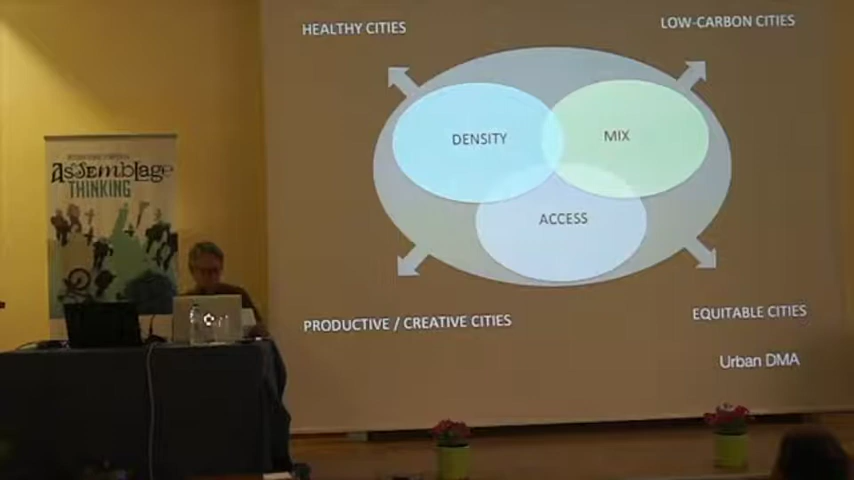 HEALTHY CITIES
LOW-CARBON CITIES
DENSITY
MIX
ACCESS
PRODUCTIVE / CREATIVE CITIES
EQUITABLE CITIES
Urban DMA
AssemblAge
THINKING